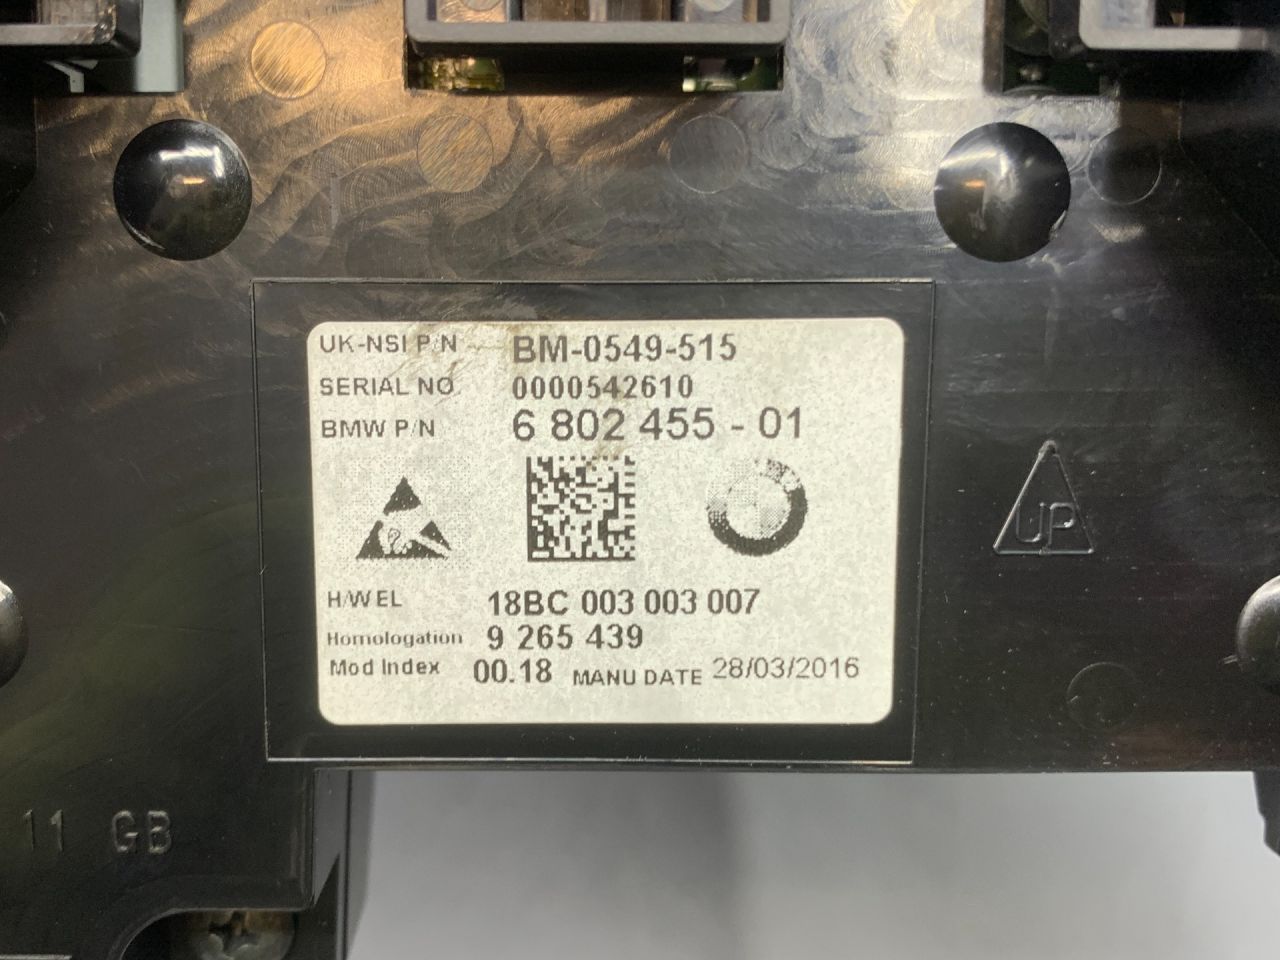 UK-NSI P/N BM-0549-515
SERIAL NO 0000542610
BMW P/N 6 802 455 - 01
UP
H/W EL 18BC 003 003 007
Homologation 9 265 439
Mod Index 00.18 MANU DATE 28/03/2016
11 GB